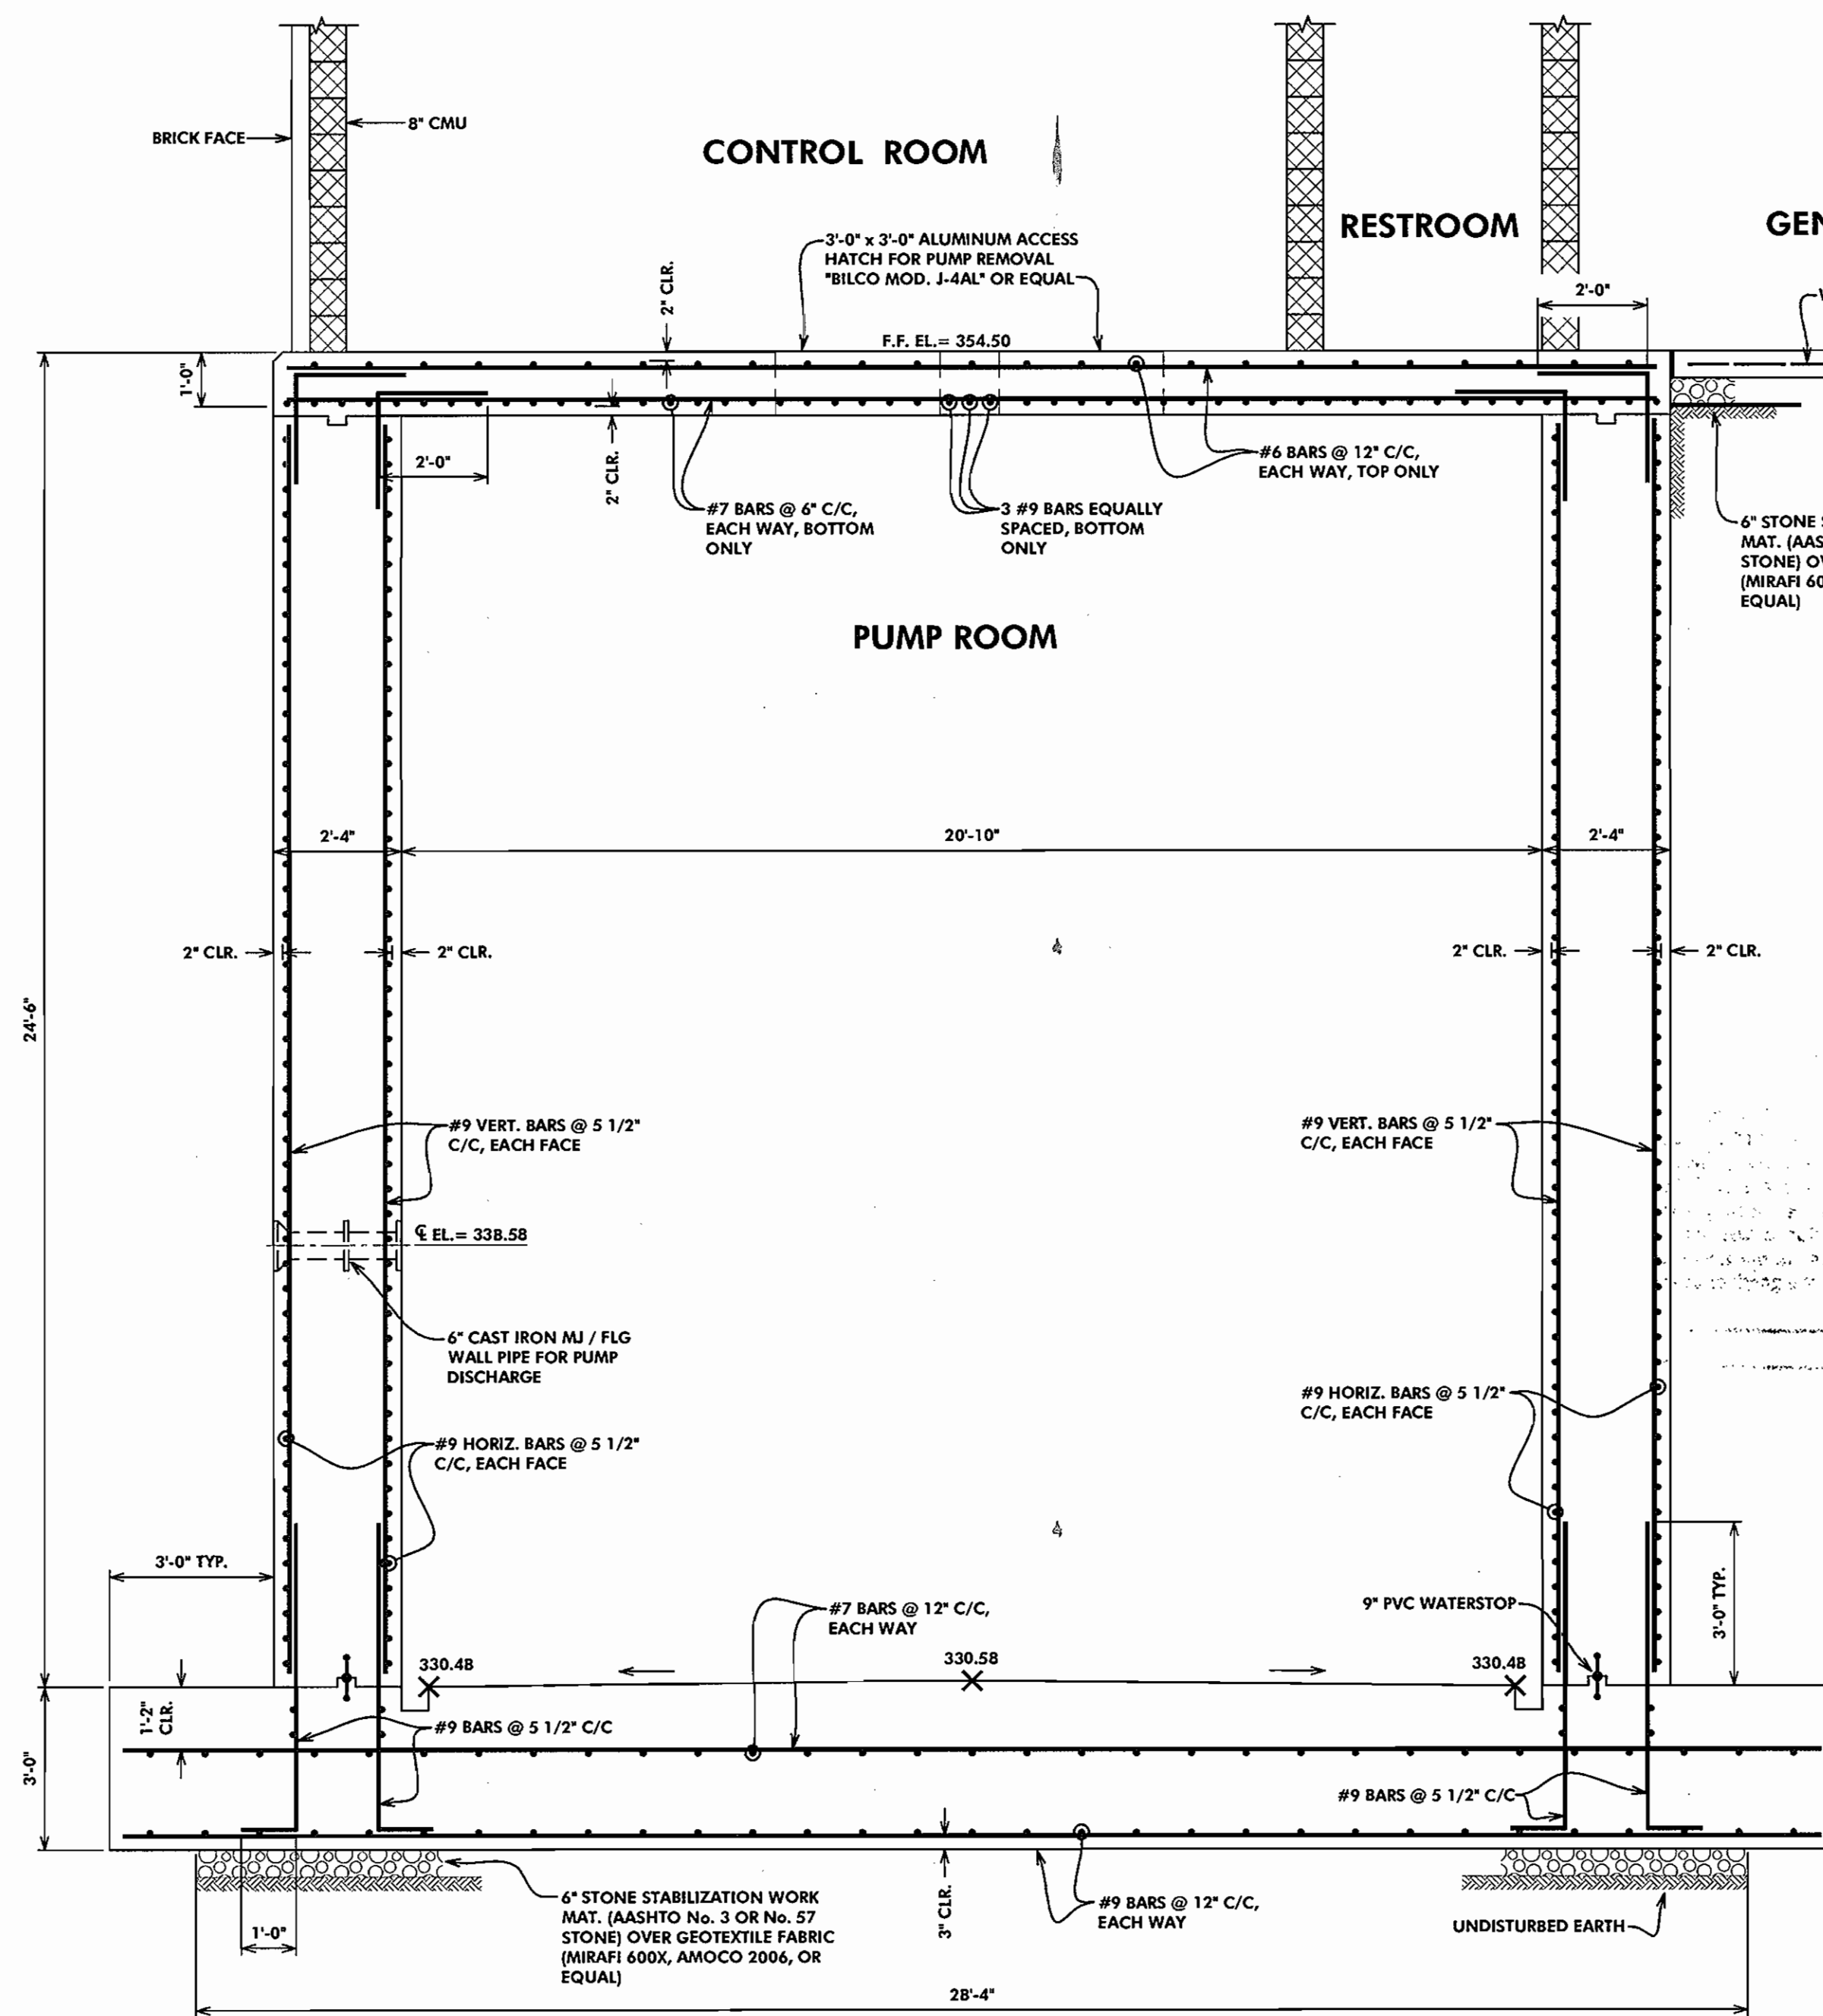 BRICK FACE
8" CMU
CONTROL ROOM
RESTROOM
3'-0" x 3'-0" ALUMINUM ACCESS
HATCH FOR PUMP REMOVAL
"BILCO MOD. J-4AL" OR EQUAL
2" CLR.
2'-0"
F.F. EL.= 354.50
1'-0"
2'-0"
2" CLR.
#7 BARS @ 6" C/C,
EACH WAY, BOTTOM
ONLY
3 #9 BARS EQUALLY
SPACED, BOTTOM
ONLY
#6 BARS @ 12" C/C,
EACH WAY, TOP ONLY
6" STONE
MAT. (AAS
STONE) OV
(MIRAFI 60
EQUAL)
PUMP ROOM
2'-4"
20'-10"
2'-4"
2" CLR.
2" CLR.
2" CLR.
2" CLR.
24'-6"
#9 VERT. BARS @ 5 1/2"
C/C, EACH FACE
#9 VERT. BARS @ 5 1/2"
C/C, EACH FACE
℄ EL.= 338.58
6" CAST IRON MJ / FLG
WALL PIPE FOR PUMP
DISCHARGE
#9 HORIZ. BARS @ 5 1/2"
C/C, EACH FACE
#9 HORIZ. BARS @ 5 1/2"
C/C, EACH FACE
3'-0" TYP.
#7 BARS @ 12" C/C,
EACH WAY
9" PVC WATERSTOP
3'-0" TYP.
330.48
330.58
330.48
1'-2"
CLR.
#9 BARS @ 5 1/2" C/C
3'-0"
#9 BARS @ 5 1/2" C/C
6" STONE STABILIZATION WORK
MAT. (AASHTO No. 3 OR No. 57
STONE) OVER GEOTEXTILE FABRIC
(MIRAFI 600X, AMOCO 2006, OR
EQUAL)
1'-0"
3" CLR.
#9 BARS @ 12" C/C,
EACH WAY
UNDISTURBED EARTH
28'-4"